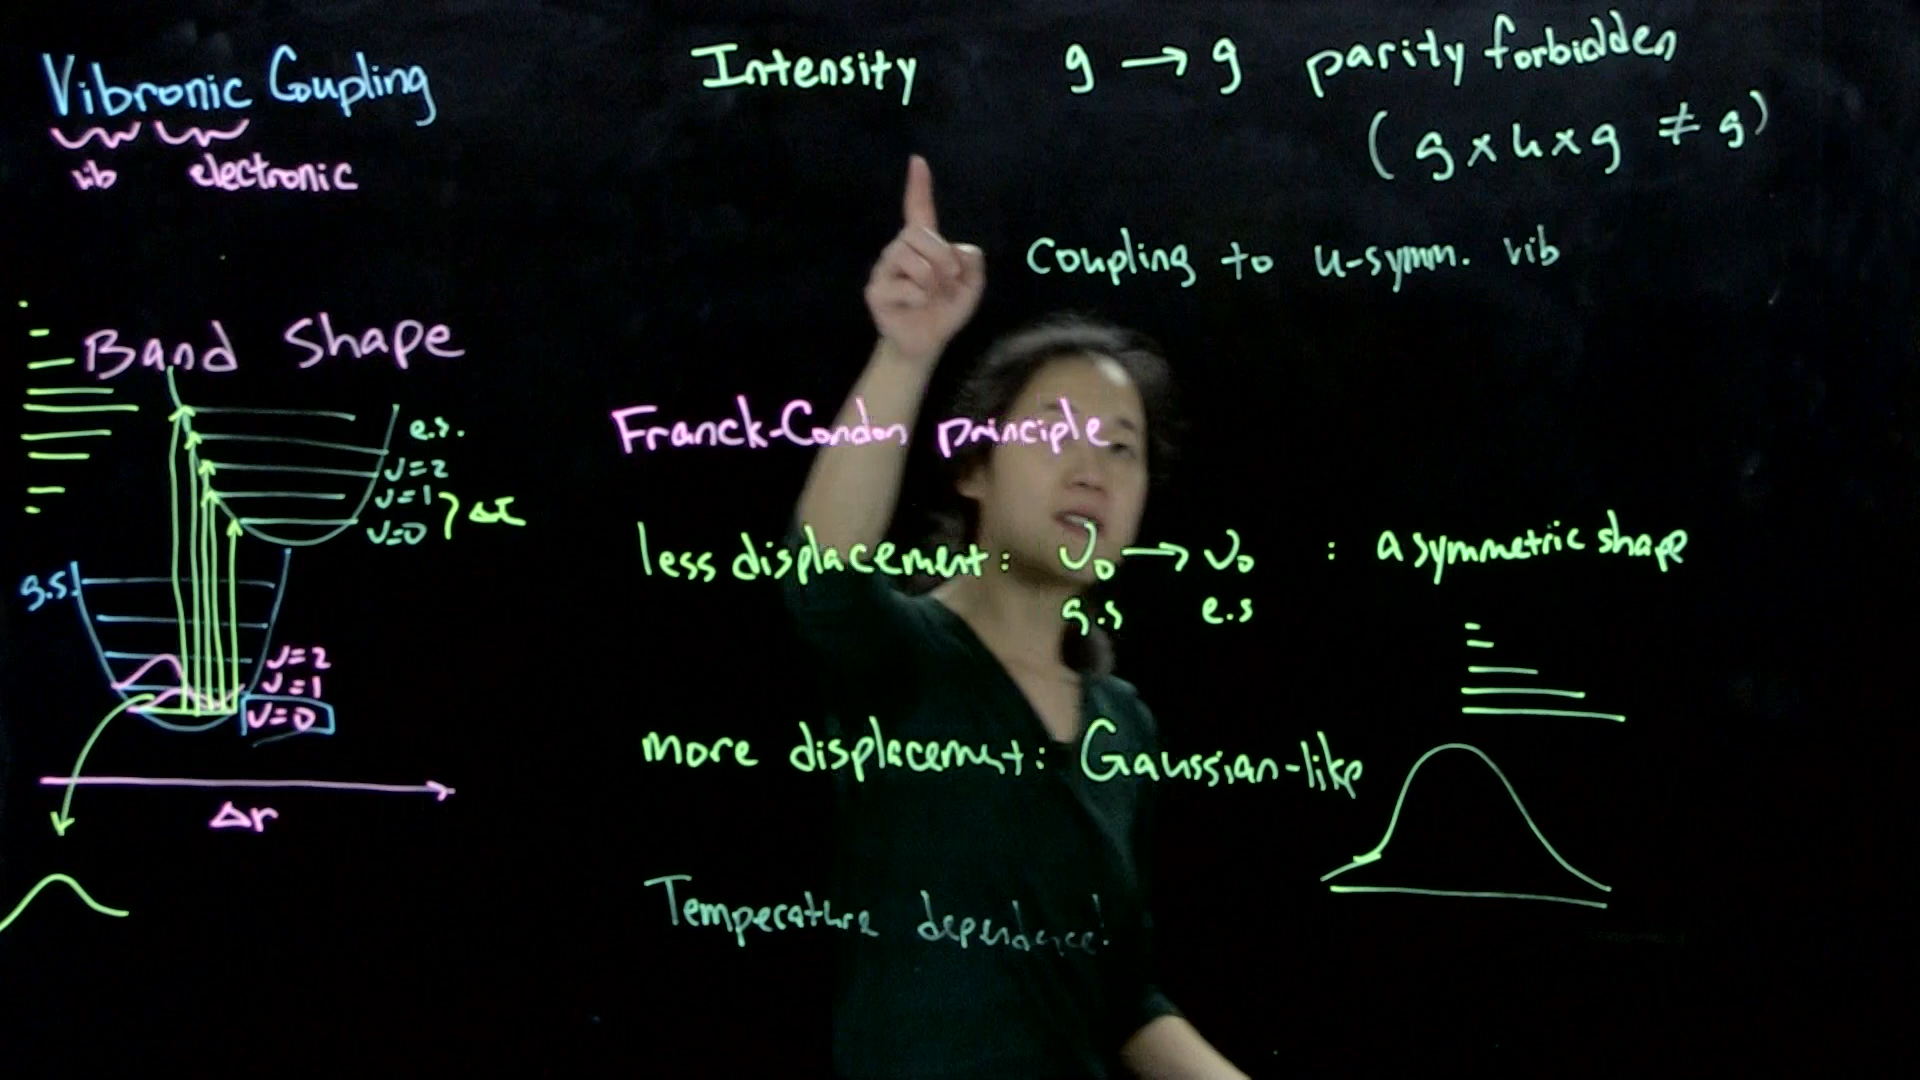 Vibronic Coupling
vib electronic
Intensity g → g parity forbidden
(g x u x g ≠ g)
Coupling to u-symm. vib
Band Shape
e.s.
v=2
v=1
v=0
ΔE
g.s.
v=2
v=1
v=0
Δr
Franck-Condon principle
less displacement: v₀ → v₀ : asymmetric shape
g.s e.s
more displacement: Gaussian-like
Temperature dependence!